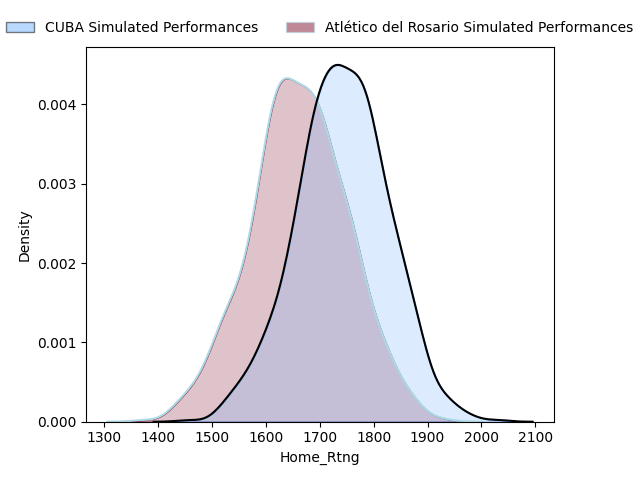 CUBA Simulated Performances
Atlético del Rosario Simulated Performances
0.004
0.003
0.002
0.001
0.000
Density
1300 1400 1500 1600 1700 1800 1900 2000 2100
Home_Rtng